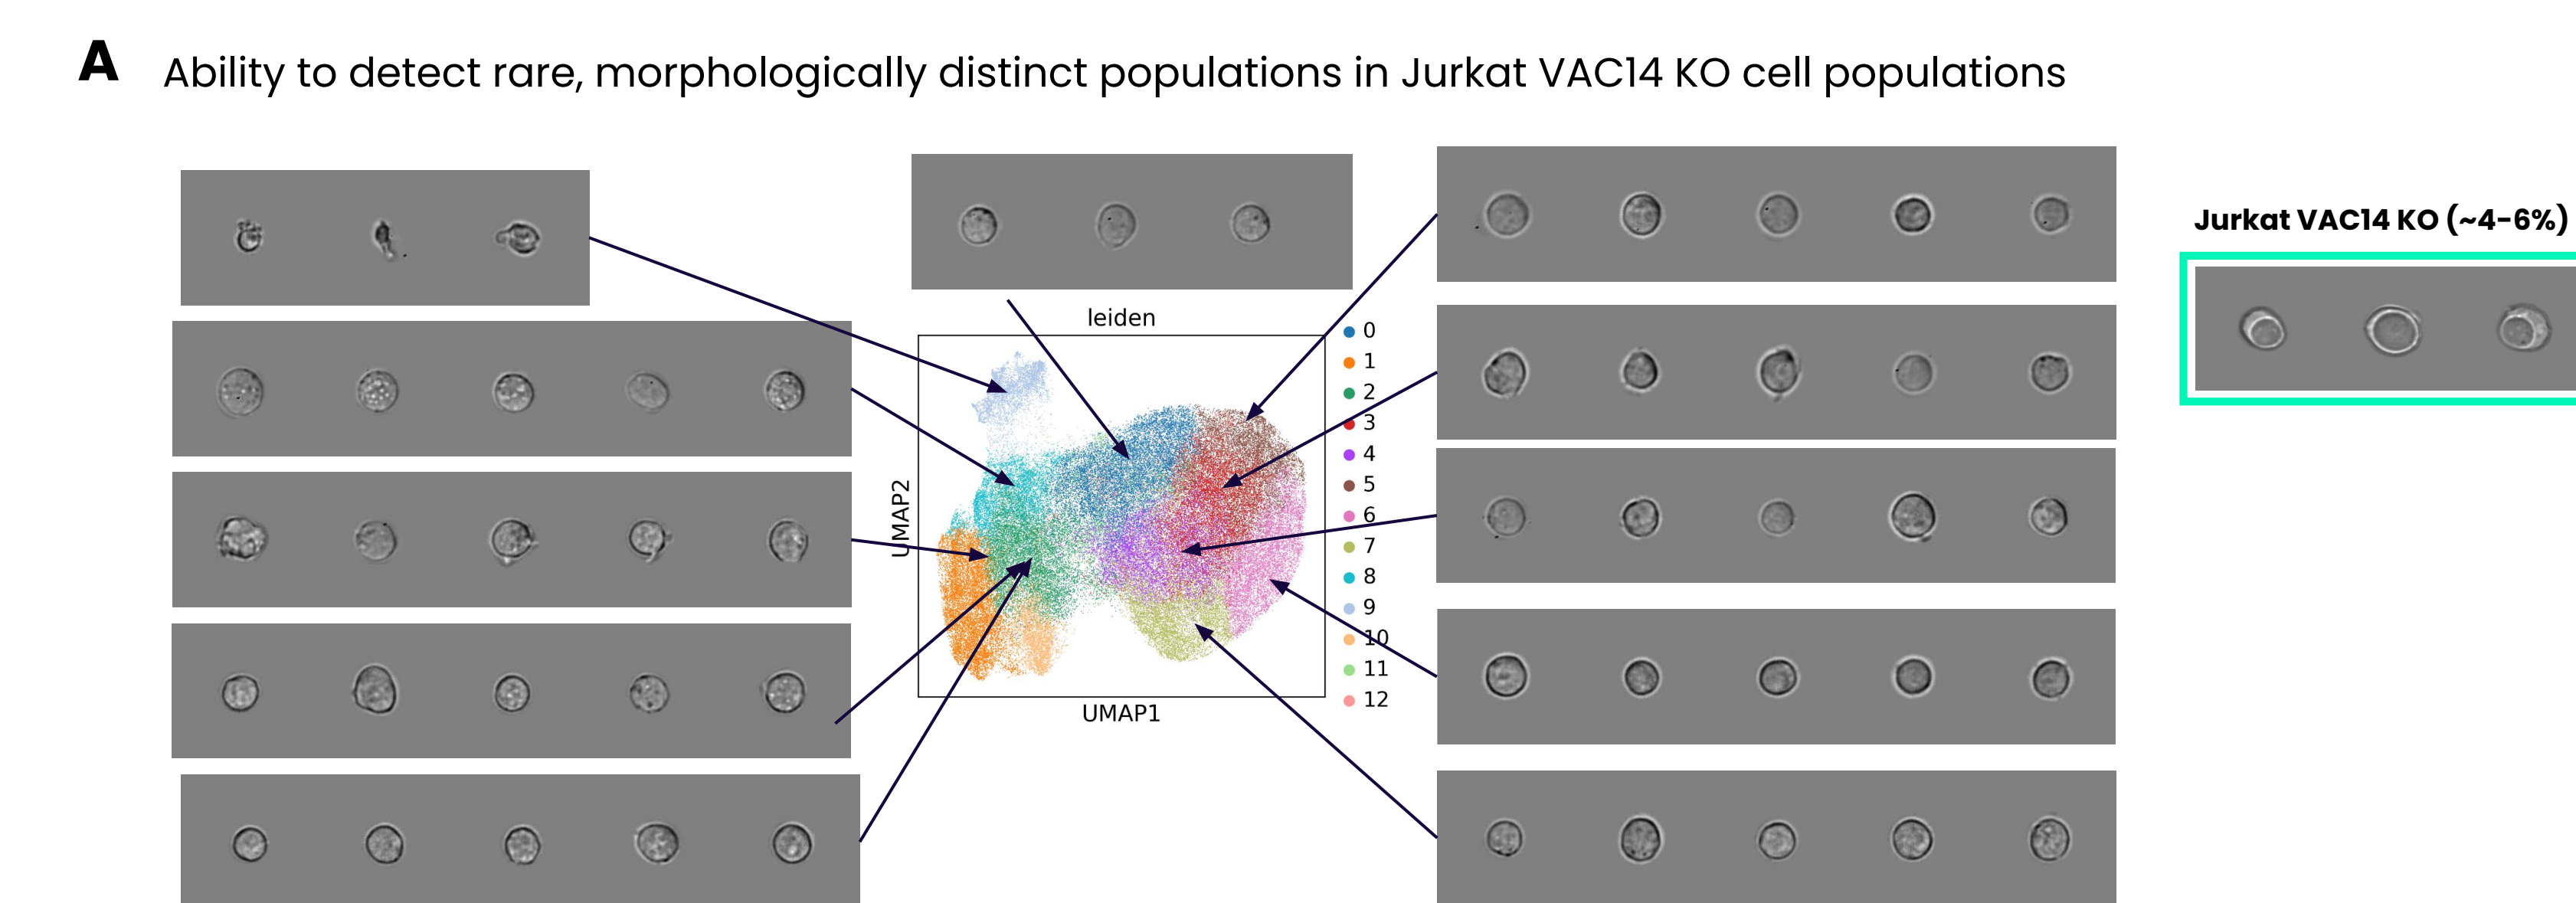 A Ability to detect rare, morphologically distinct populations in Jurkat VAC14 KO cell populations
Jurkat VAC14 KO (~4-6%)
leiden
UMAP2
UMAP1
0
1
2
3
4
5
6
7
8
9
10
11
12